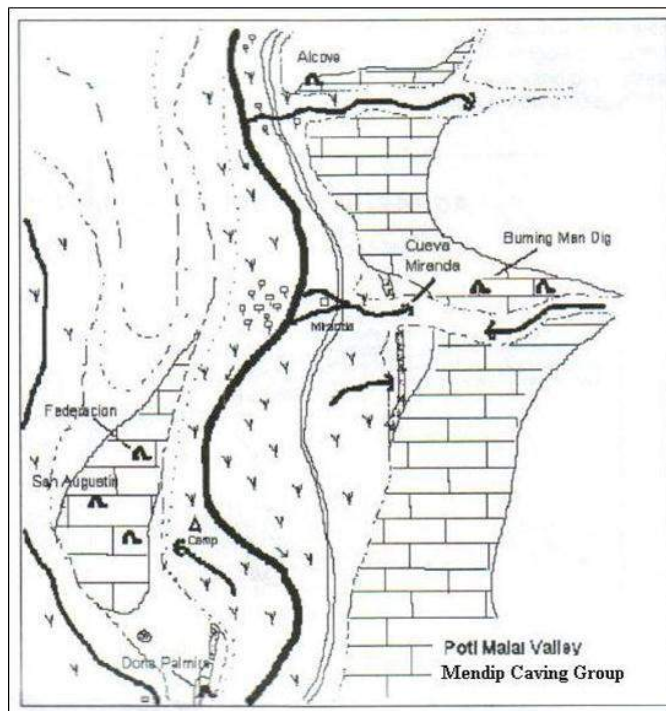 Alcove
Cueva
Miranda
Burning Man Dig
Miranda
Federacion
San Augustin
Camp
Dona Palmira
Poti Malal Valley
Mendip Caving Group